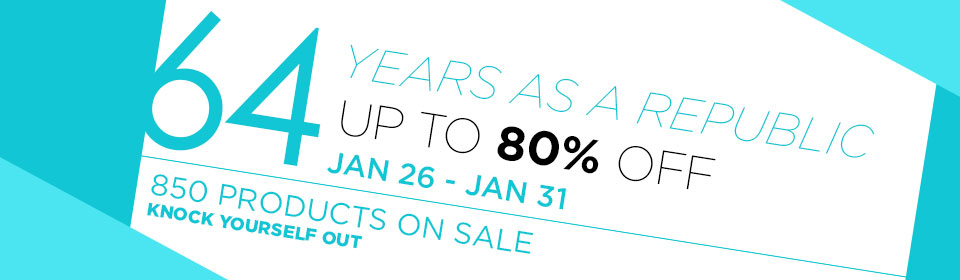 64
YEARS AS A REPUBLIC
UP TO 80% OFF
JAN 26 - JAN 31
850 PRODUCTS ON SALE
KNOCK YOURSELF OUT